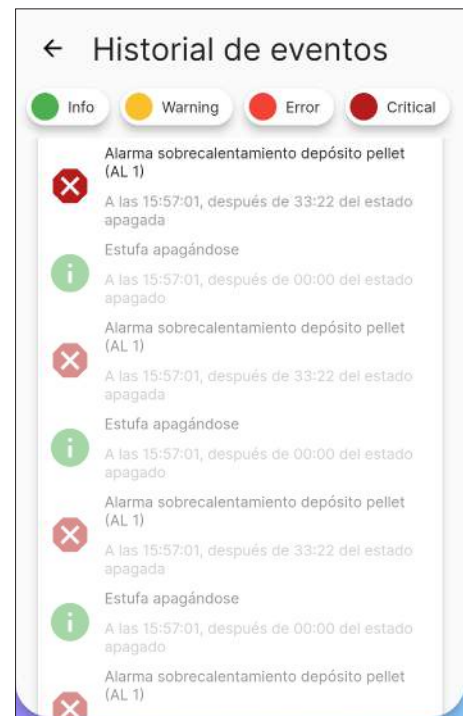 Historial de eventos
Info Warning Error Critical
Alarma sobrecalentamiento depósito pellet
(AL 1)
A las 15:57:01, después de 33:22 del estado
apagada
Estufa apagándose
A las 15:57:01, después de 00:00 del estado
apagado
Alarma sobrecalentamiento depósito pellet
(AL 1)
A las 15:57:01, después de 33:22 del estado
apagada
Estufa apagándose
A las 15:57:01, después de 00:00 del estado
apagado
Alarma sobrecalentamiento depósito pellet
(AL 1)
A las 15:57:01, después de 33:22 del estado
apagada
Estufa apagándose
A las 15:57:01, después de 00:00 del estado
apagado
Alarma sobrecalentamiento depósito pellet
(AL 1)